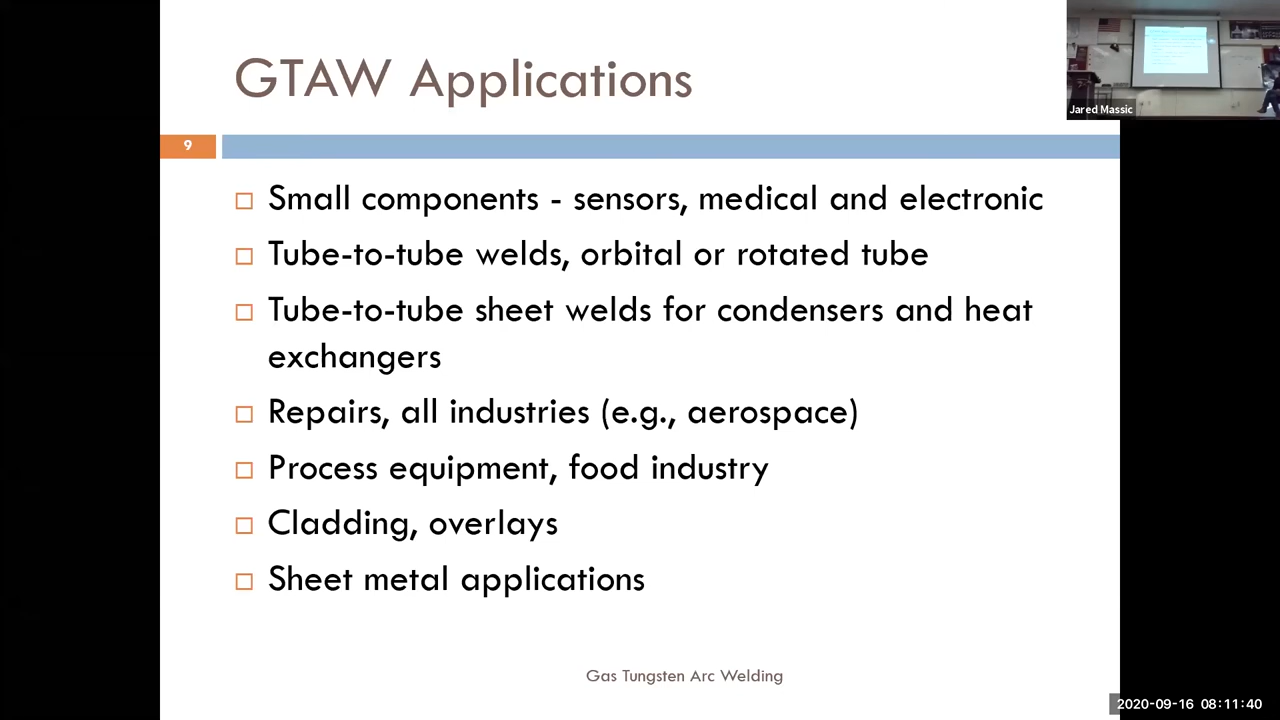 GTAW Applications
Jared Massic
9
Small components - sensors, medical and electronic
Tube-to-tube welds, orbital or rotated tube
Tube-to-tube sheet welds for condensers and heat
exchangers
Repairs, all industries (e.g., aerospace)
Process equipment, food industry
Cladding, overlays
Sheet metal applications
Gas Tungsten Arc Welding
2020-09-16 08:11:40